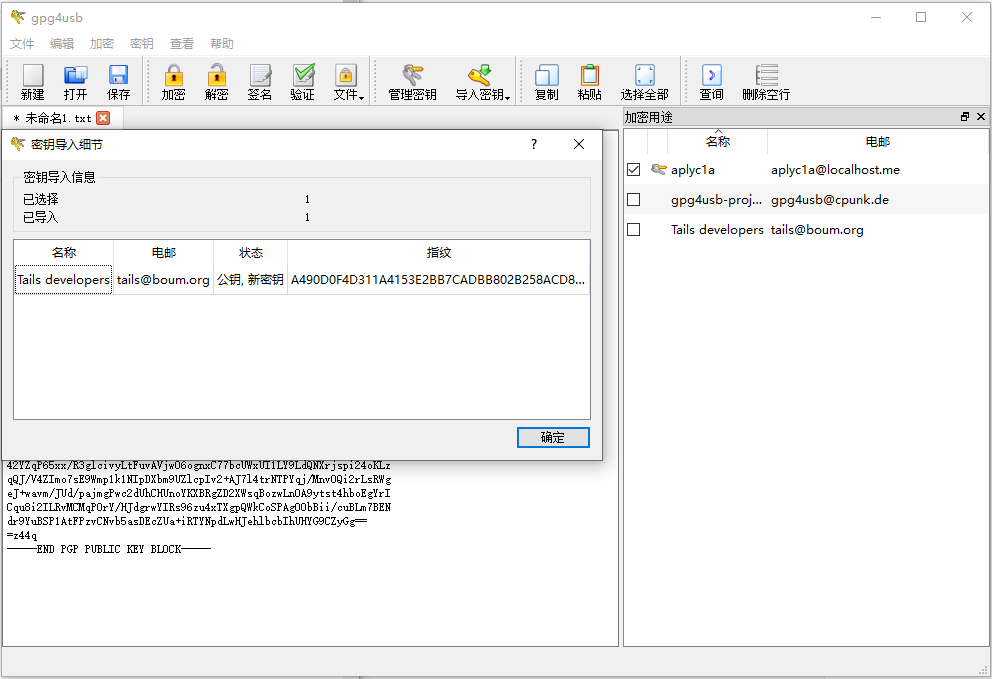 gpg4usb
文件 编辑 加密 密钥 查看 帮助
新建 打开 保存 加密 解密 签名 验证 文件 管理密钥 导入密钥 复制 粘贴 选择全部 查询 删除空行
* 未命名1.txt
密钥导入细节
?
密钥导入信息
已选择 1
已导入 1
名称 电邮 状态 指纹
Tails developers tails@boum.org 公钥, 新密钥 A490D0F4D311A4153E2BB7CADBB802B258ACD8...
确定
42YZqP65xx/R3glcivyLtFuvAVjwO6ognxC77bcUWxUI1LY9LdQNXrjspi24oKLz
qQJ/V4ZImo7sE9Wmp1k1NIpDXbm9UZlcpIv2+AJ7l4trNTPYqj/MnvOQi2rLsRWg
eJ+wavm/JUd/pajmgPwc2dUhCHUnoYKXBRgZD2XWsqBozwLnOA9ytst4hboEgYrI
Cqu8i2ILRvMCMqPOrY/HJdgrwYIRs96zu4xTXgpQWkCoSPAgOObBii/cuBLm7BEN
dr9YuBSP1AtFPzvCNvb5asDEcZUa+iRTYNpdLwHJehlbcbIhUHYG9CZyGg==
=z44q
-----END PGP PUBLIC KEY BLOCK-----
加密用途
名称 电邮
aplyc1a aplyc1a@localhost.me
gpg4usb-proj... gpg4usb@cpunk.de
Tails developers tails@boum.org